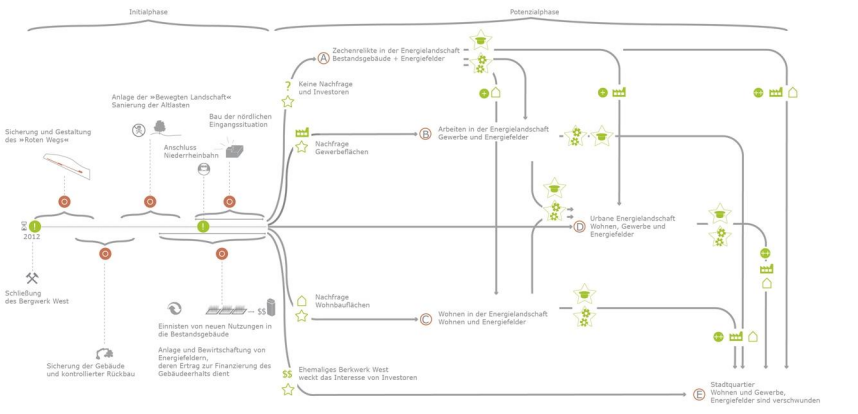 Initialphase
Potenzialphase
A
Zechenrelikte in der Energielandschaft
Bestandsgebäude + Energiefelder
?
Keine Nachfrage
und Investoren
Anlage der »Bewegten Landschaft«
Sanierung der Altlasten
Bau der nördlichen
Eingangssituation
Sicherung und Gestaltung
des »Roten Wegs«
Anschluss
Niederrheinbahn
Nachfrage
Gewerbeflächen
B
Arbeiten in der Energielandschaft
Gewerbe und Energiefelder
!
2012
!
D
Urbane Energielandschaft
Wohnen, Gewerbe und
Energiefelder
Schließung
des Bergwerk West
Nachfrage
Wohnbauflächen
C
Wohnen in der Energielandschaft
Wohnen und Energiefelder
$$
Einnisten von neuen Nutzungen in
die Bestandsgebäude
Anlage und Bewirtschaftung von
Energiefeldern,
deren Ertrag zur Finanzierung des
Gebäudeerhalts dient
Sicherung der Gebäude
und kontrollierter Rückbau
$$
Ehemaliges Berkwerk West
weckt das Interesse von Investoren
E
Stadtquartier
Wohnen und Gewerbe,
Energiefelder sind verschwunden